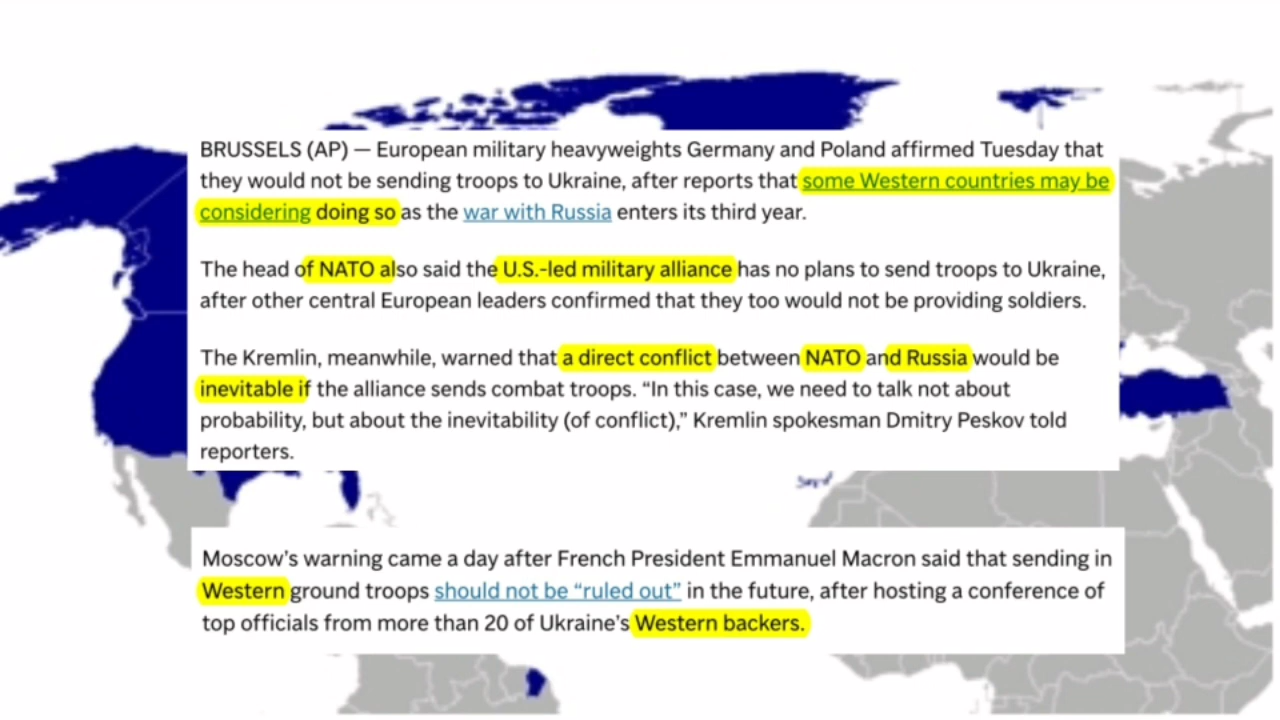 BRUSSELS (AP) — European military heavyweights Germany and Poland affirmed Tuesday that
they would not be sending troops to Ukraine, after reports that some Western countries may be
considering doing so as the war with Russia enters its third year.
The head of NATO also said the U.S.-led military alliance has no plans to send troops to Ukraine,
after other central European leaders confirmed that they too would not be providing soldiers.
The Kremlin, meanwhile, warned that a direct conflict between NATO and Russia would be
inevitable if the alliance sends combat troops. “In this case, we need to talk not about
probability, but about the inevitability (of conflict),” Kremlin spokesman Dmitry Peskov told
reporters.
Moscow’s warning came a day after French President Emmanuel Macron said that sending in
Western ground troops should not be “ruled out” in the future, after hosting a conference of
top officials from more than 20 of Ukraine’s Western backers.